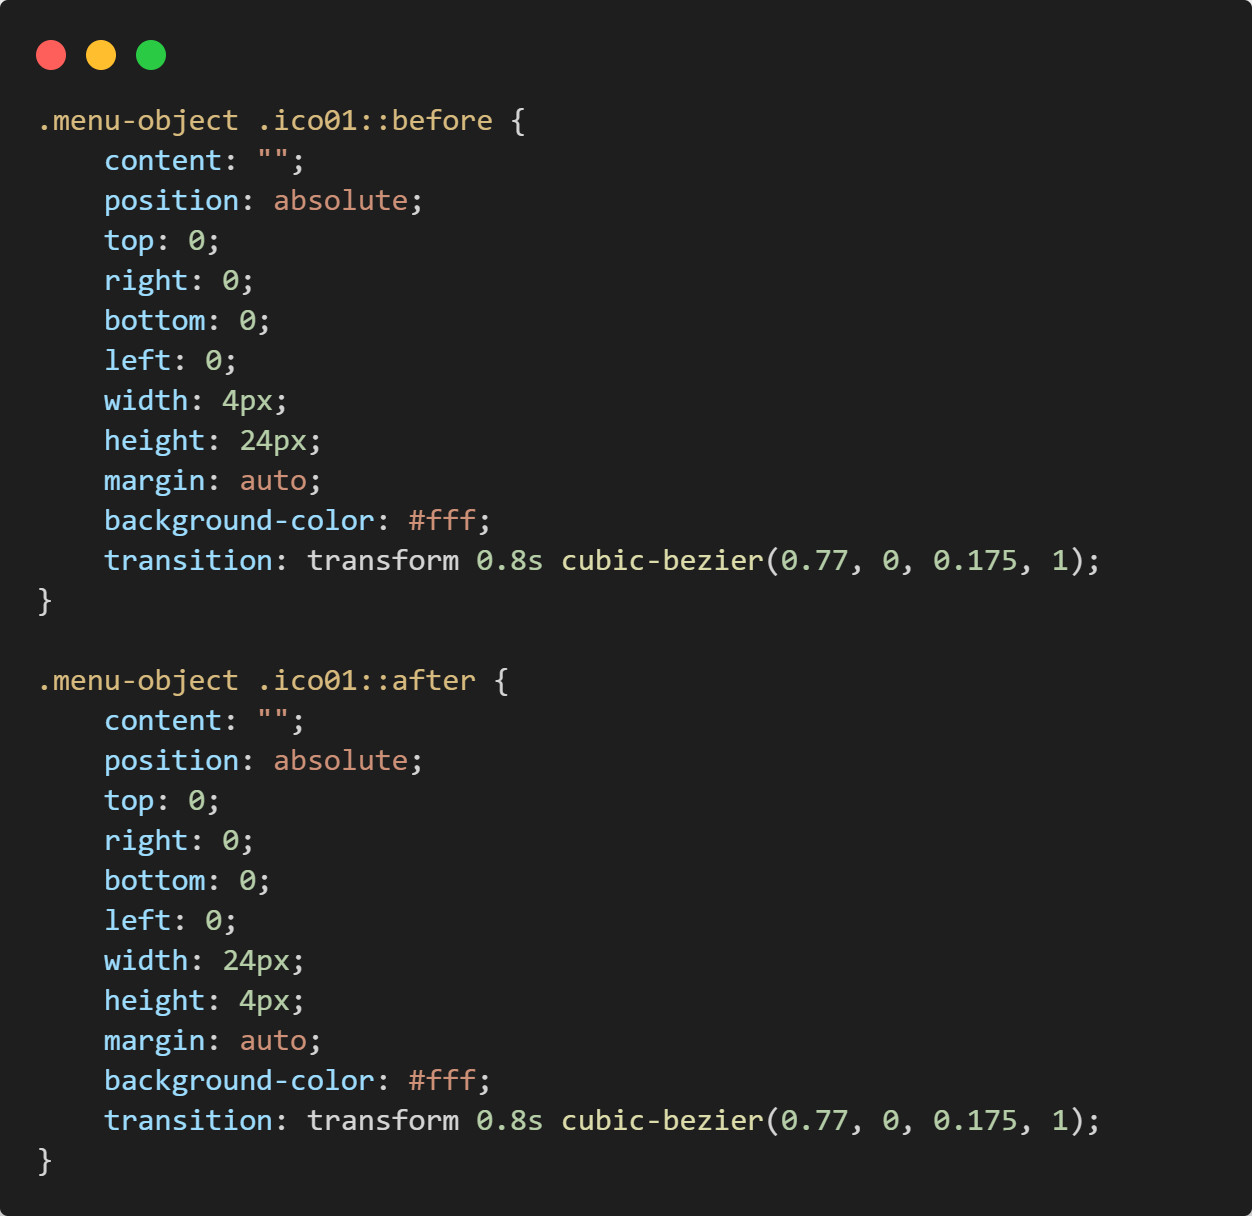 .menu-object .ico01::before {
    content: "";
    position: absolute;
    top: 0;
    right: 0;
    bottom: 0;
    left: 0;
    width: 4px;
    height: 24px;
    margin: auto;
    background-color: #fff;
    transition: transform 0.8s cubic-bezier(0.77, 0, 0.175, 1);
}

.menu-object .ico01::after {
    content: "";
    position: absolute;
    top: 0;
    right: 0;
    bottom: 0;
    left: 0;
    width: 24px;
    height: 4px;
    margin: auto;
    background-color: #fff;
    transition: transform 0.8s cubic-bezier(0.77, 0, 0.175, 1);
}